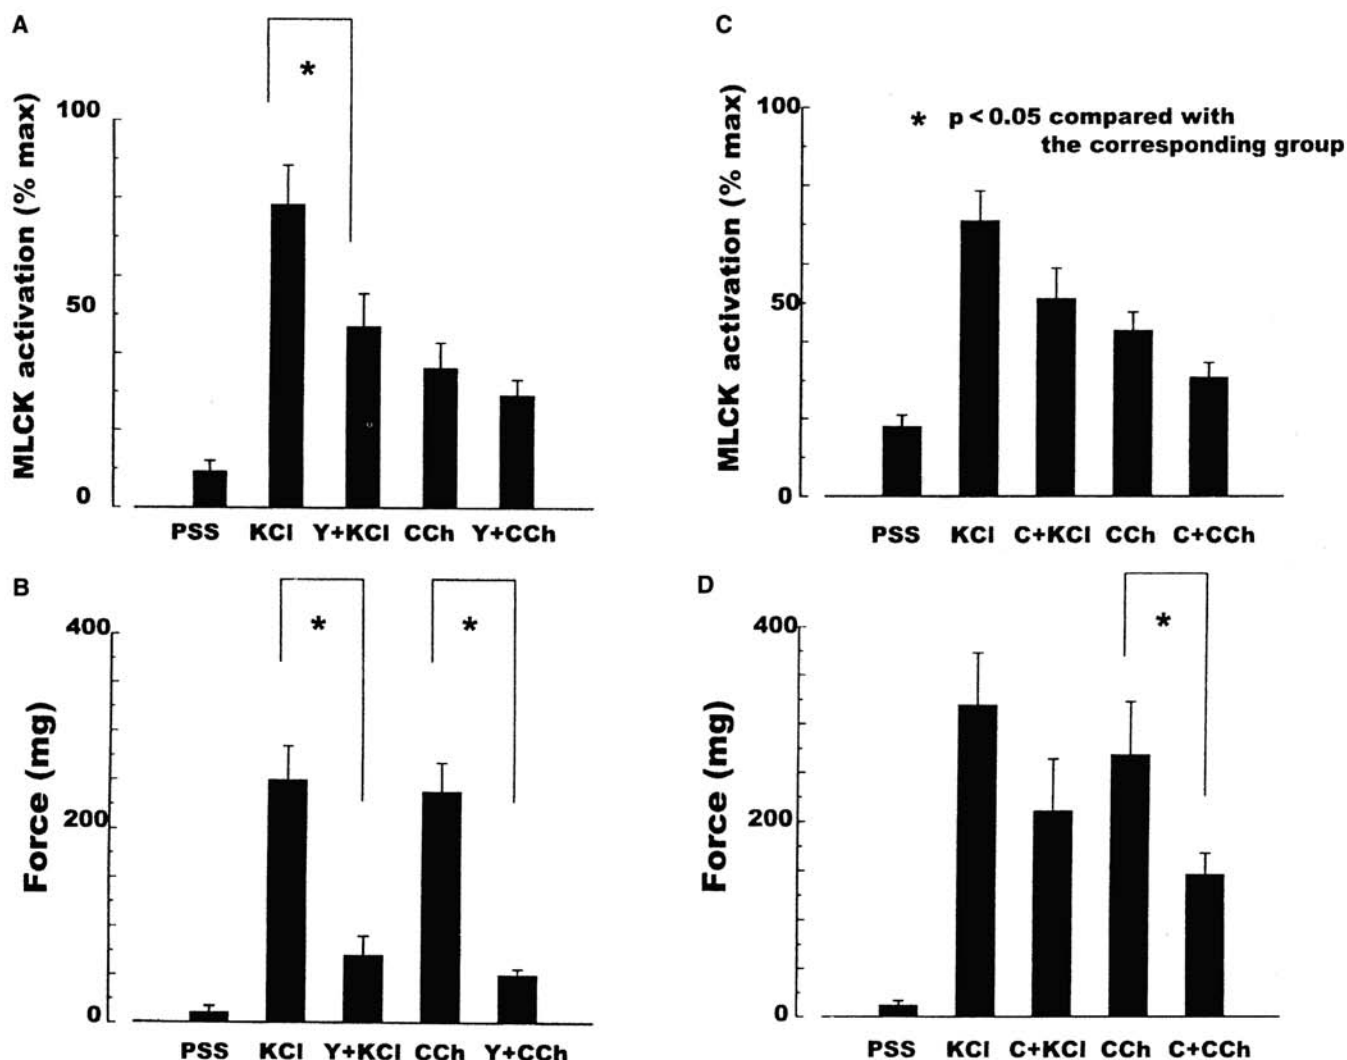 A
MLCK activation (% max)
100
50
0
*
PSS KCl Y+KCl CCh Y+CCh
C
MLCK activation (% max)
100
50
0
* p < 0.05 compared with
the corresponding group
PSS KCl C+KCl CCh C+CCh
B
Force (mg)
400
200
0
* *
PSS KCl Y+KCl CCh Y+CCh
D
Force (mg)
400
200
0
*
PSS KCl C+KCl CCh C+CCh